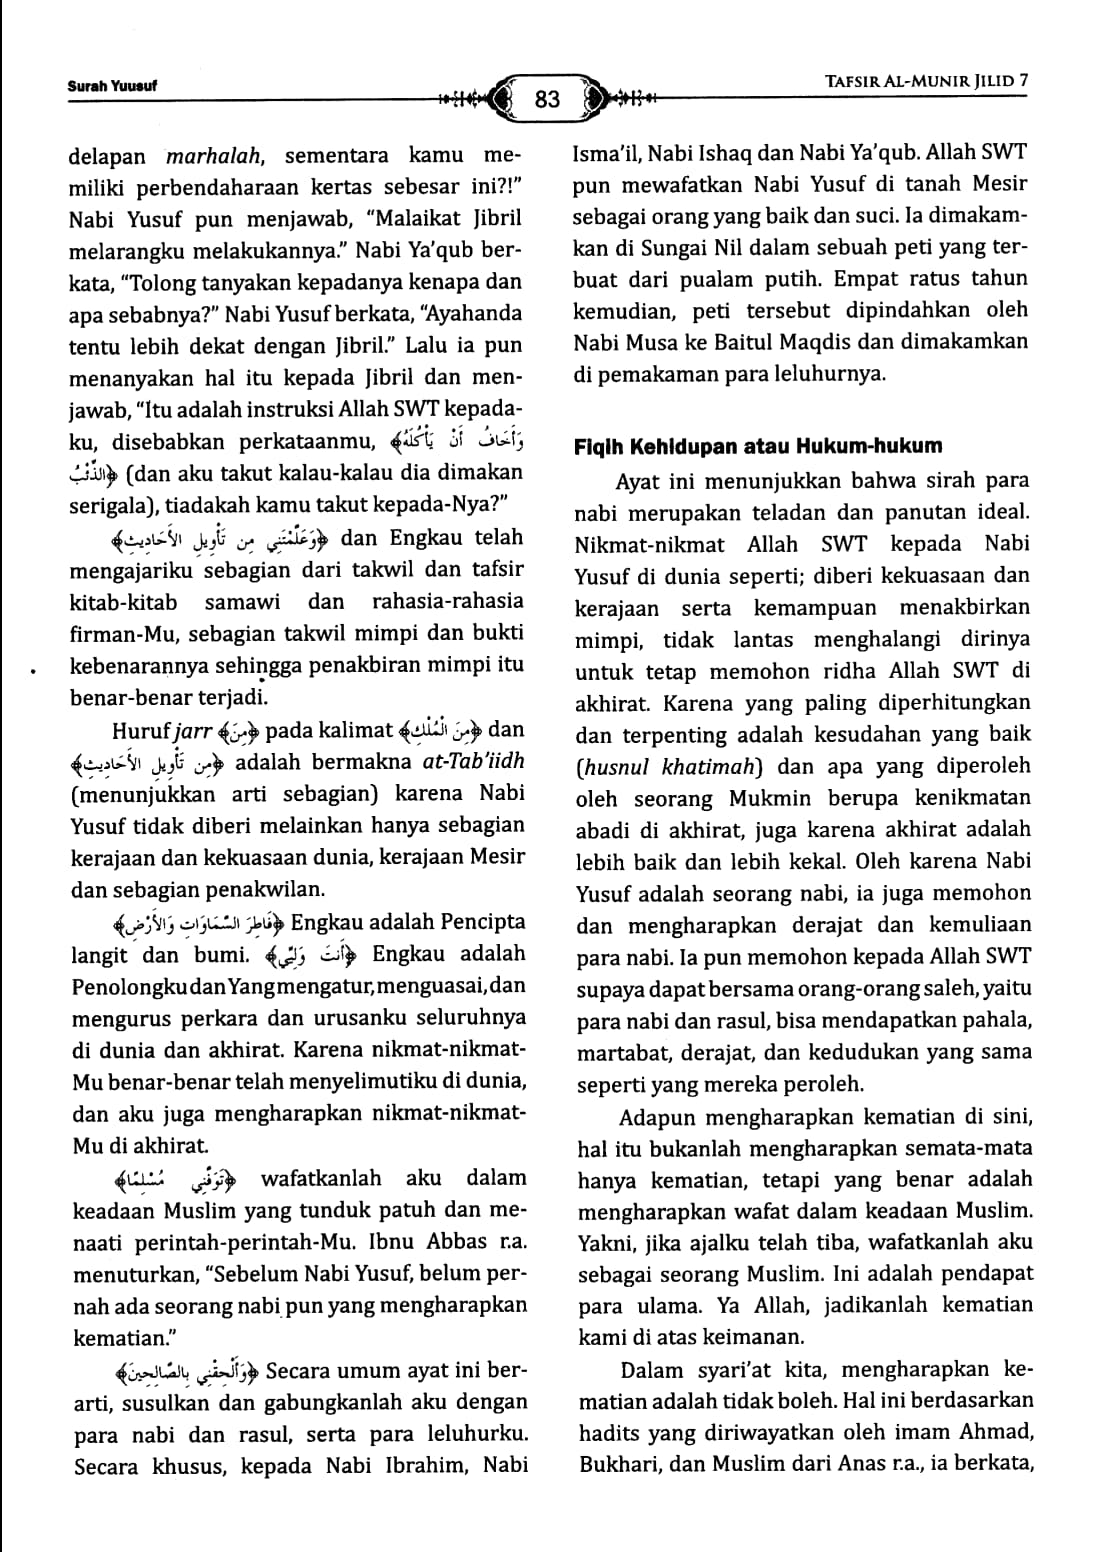 Surah Yuusuf
83
TAFSIR AL-MUNIR JILID 7
delapan marhalah, sementara kamu me-
miliki perbendaharaan kertas sebesar ini?!”
Nabi Yusuf pun menjawab, “Malaikat Jibril
melarangku melakukannya.” Nabi Ya’qub ber-
kata, “Tolong tanyakan kepadanya kenapa dan
apa sebabnya?” Nabi Yusuf berkata, “Ayahanda
tentu lebih dekat dengan Jibril.” Lalu ia pun
menanyakan hal itu kepada Jibril dan men-
jawab, “Itu adalah instruksi Allah SWT kepada-
ku, disebabkan perkataanmu, ﴿وَأَخَافُ أَنْ يَأْكُلَهُ
الذِّئْبُ﴾ (dan aku takut kalau-kalau dia dimakan
serigala), tiadakah kamu takut kepada-Nya?”
﴿وَعَلَّمْتَنِي مِن تَأْوِيلِ الأَحَادِيثِ﴾ dan Engkau telah
mengajariku sebagian dari takwil dan tafsir
kitab-kitab samawi dan rahasia-rahasia
firman-Mu, sebagian takwil mimpi dan bukti
kebenarannya sehingga penakbiran mimpi itu
benar-benar terjadi.
Huruf jarr ﴿مِنَ﴾ pada kalimat ﴿مِنَ الْمُلْكِ﴾ dan
﴿مِن تَأْوِيلِ الأَحَادِيثِ﴾ adalah bermakna at-Tab’iidh
(menunjukkan arti sebagian) karena Nabi
Yusuf tidak diberi melainkan hanya sebagian
kerajaan dan kekuasaan dunia, kerajaan Mesir
dan sebagian penakwilan.
﴿فَاطِرَ السَّمَاوَاتِ وَالأَرْضِ﴾ Engkau adalah Pencipta
langit dan bumi. ﴿أَنتَ وَلِيِّي﴾ Engkau adalah
Penolongku dan Yang mengatur, menguasai, dan
mengurus perkara dan urusanku seluruhnya
di dunia dan akhirat. Karena nikmat-nikmat-
Mu benar-benar telah menyelimutiku di dunia,
dan aku juga mengharapkan nikmat-nikmat-
Mu di akhirat.
﴿تَوَفَّنِي مُسْلِمًا﴾ wafatkanlah aku dalam
keadaan Muslim yang tunduk patuh dan me-
naati perintah-perintah-Mu. Ibnu Abbas r.a.
menuturkan, “Sebelum Nabi Yusuf, belum per-
nah ada seorang nabi pun yang mengharapkan
kematian.”
﴿وَأَلْحِقْنِي بِالصَّالِحِينَ﴾ Secara umum ayat ini ber-
arti, susulkan dan gabungkanlah aku dengan
para nabi dan rasul, serta para leluhurku.
Secara khusus, kepada Nabi Ibrahim, Nabi
Isma’il, Nabi Ishaq dan Nabi Ya’qub. Allah SWT
pun mewafatkan Nabi Yusuf di tanah Mesir
sebagai orang yang baik dan suci. Ia dimakam-
kan di Sungai Nil dalam sebuah peti yang ter-
buat dari pualam putih. Empat ratus tahun
kemudian, peti tersebut dipindahkan oleh
Nabi Musa ke Baitul Maqdis dan dimakamkan
di pemakaman para leluhurnya.
Fiqih Kehidupan atau Hukum-hukum
Ayat ini menunjukkan bahwa sirah para
nabi merupakan teladan dan panutan ideal.
Nikmat-nikmat Allah SWT kepada Nabi
Yusuf di dunia seperti; diberi kekuasaan dan
kerajaan serta kemampuan menakbirkan
mimpi, tidak lantas menghalangi dirinya
untuk tetap memohon ridha Allah SWT di
akhirat. Karena yang paling diperhitungkan
dan terpenting adalah kesudahan yang baik
(husnul khatimah) dan apa yang diperoleh
oleh seorang Mukmin berupa kenikmatan
abadi di akhirat, juga karena akhirat adalah
lebih baik dan lebih kekal. Oleh karena Nabi
Yusuf adalah seorang nabi, ia juga memohon
dan mengharapkan derajat dan kemuliaan
para nabi. Ia pun memohon kepada Allah SWT
supaya dapat bersama orang-orang saleh, yaitu
para nabi dan rasul, bisa mendapatkan pahala,
martabat, derajat, dan kedudukan yang sama
seperti yang mereka peroleh.
Adapun mengharapkan kematian di sini,
hal itu bukanlah mengharapkan semata-mata
hanya kematian, tetapi yang benar adalah
mengharapkan wafat dalam keadaan Muslim.
Yakni, jika ajalku telah tiba, wafatkanlah aku
sebagai seorang Muslim. Ini adalah pendapat
para ulama. Ya Allah, jadikanlah kematian
kami di atas keimanan.
Dalam syari’at kita, mengharapkan ke-
matian adalah tidak boleh. Hal ini berdasarkan
hadits yang diriwayatkan oleh imam Ahmad,
Bukhari, dan Muslim dari Anas r.a., ia berkata,